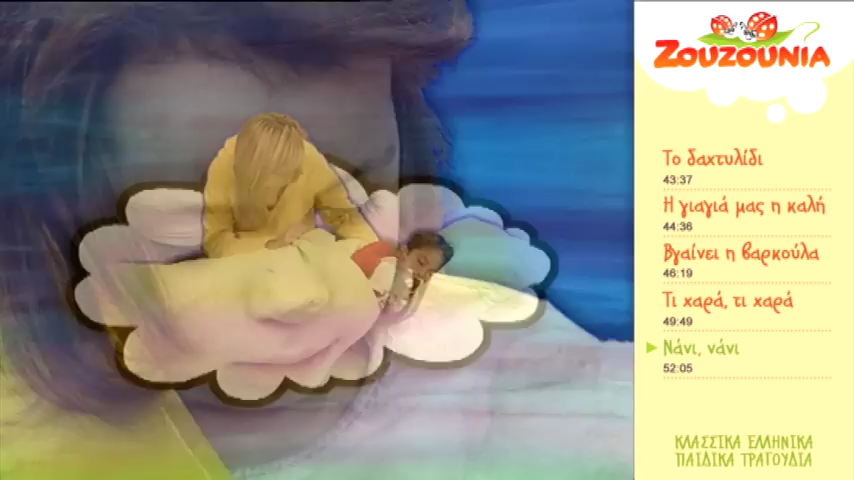 ZOUZOUNIA
Το δαχτυλίδι
43:37
Η γιαγιά μας η καλή
44:36
Βγαίνει η βαρκούλα
46:19
Τι χαρά, τι χαρά
49:49
Νάνι, νάνι
52:05
ΚΛΑΣΣΙΚΑ ΕΛΛΗΝΙΚΑ
ΠΑΙΔΙΚΑ ΤΡΑΓΟΥΔΙΑ